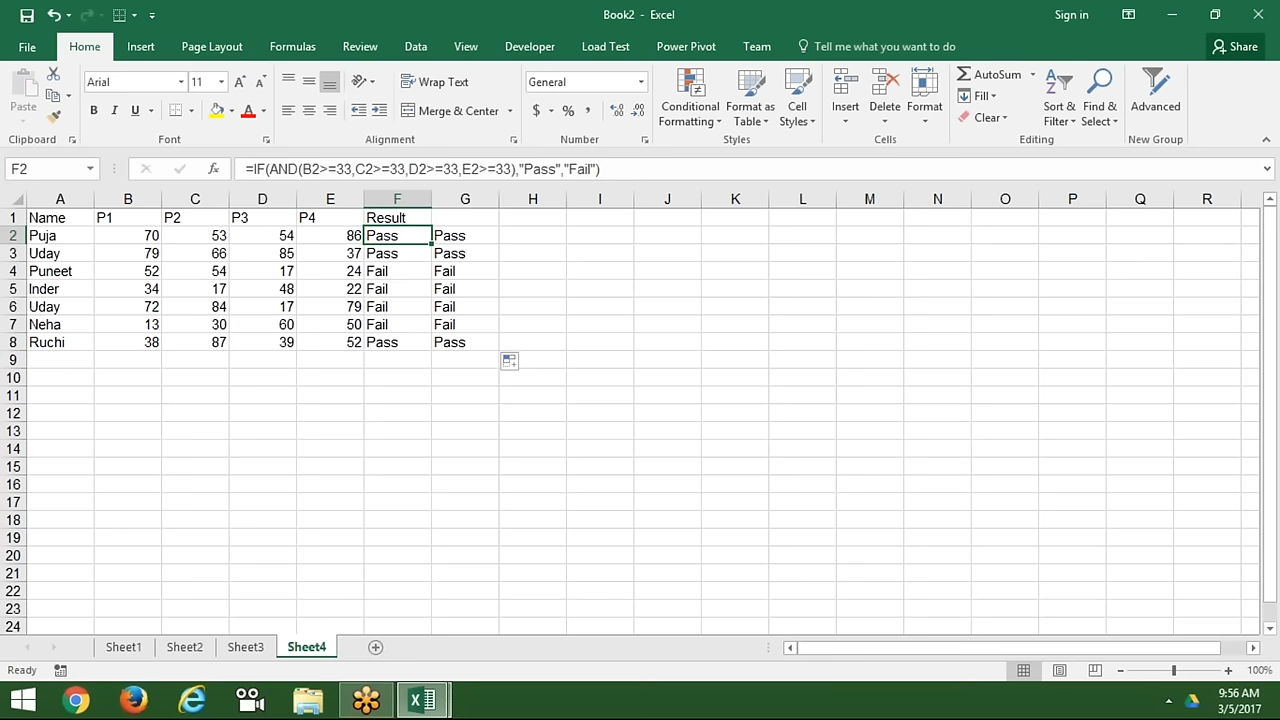 Book2 - Excel
Sign in
File Home Insert Page Layout Formulas Review Data View Developer Load Test Power Pivot Team Tell me what you want to do Share
Paste
Clipboard
Arial 11
B I U
A A
Font
Wrap Text
Merge & Center
Alignment
General
$ % ,
Number
Conditional Formatting
Format as Table
Cell Styles
Styles
Insert Delete Format
Cells
AutoSum
Fill
Clear
Sort & Filter
Find & Select
Editing
Advanced
New Group
F2 fx =IF(AND(B2>=33,C2>=33,D2>=33,E2>=33),"Pass","Fail")
A B C D E F G H I J K L M N O P Q R
1 Name P1 P2 P3 P4 Result
2 Puja 70 53 54 86 Pass Pass
3 Uday 79 66 85 37 Pass Pass
4 Puneet 52 54 17 24 Fail Fail
5 Inder 34 17 48 22 Fail Fail
6 Uday 72 84 17 79 Fail Fail
7 Neha 13 30 60 50 Fail Fail
8 Ruchi 38 87 39 52 Pass Pass
9
10
11
12
13
14
15
16
17
18
19
20
21
22
23
24
Sheet1 Sheet2 Sheet3 Sheet4
Ready 100%
9:56 AM
3/5/2017